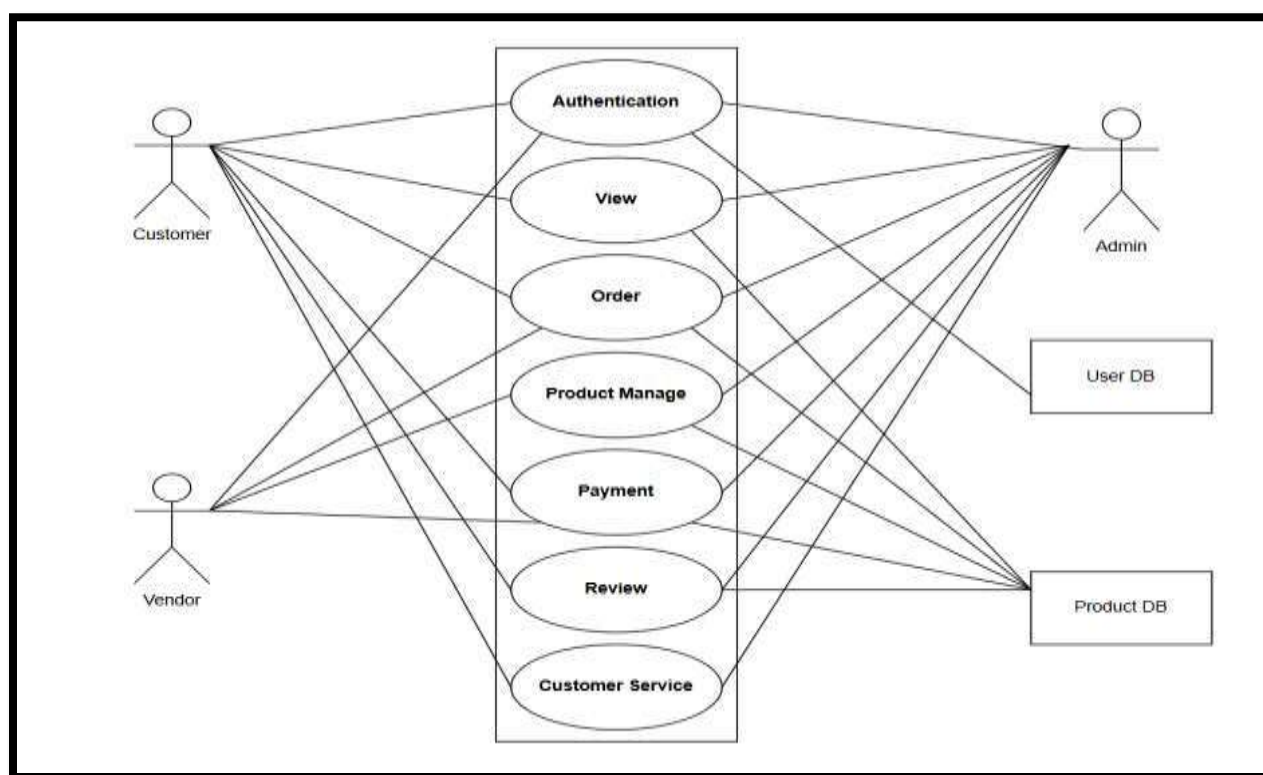 Authentication
View
Order
Product Manage
Payment
Review
Customer Service
Customer
Vendor
Admin
User DB
Product DB